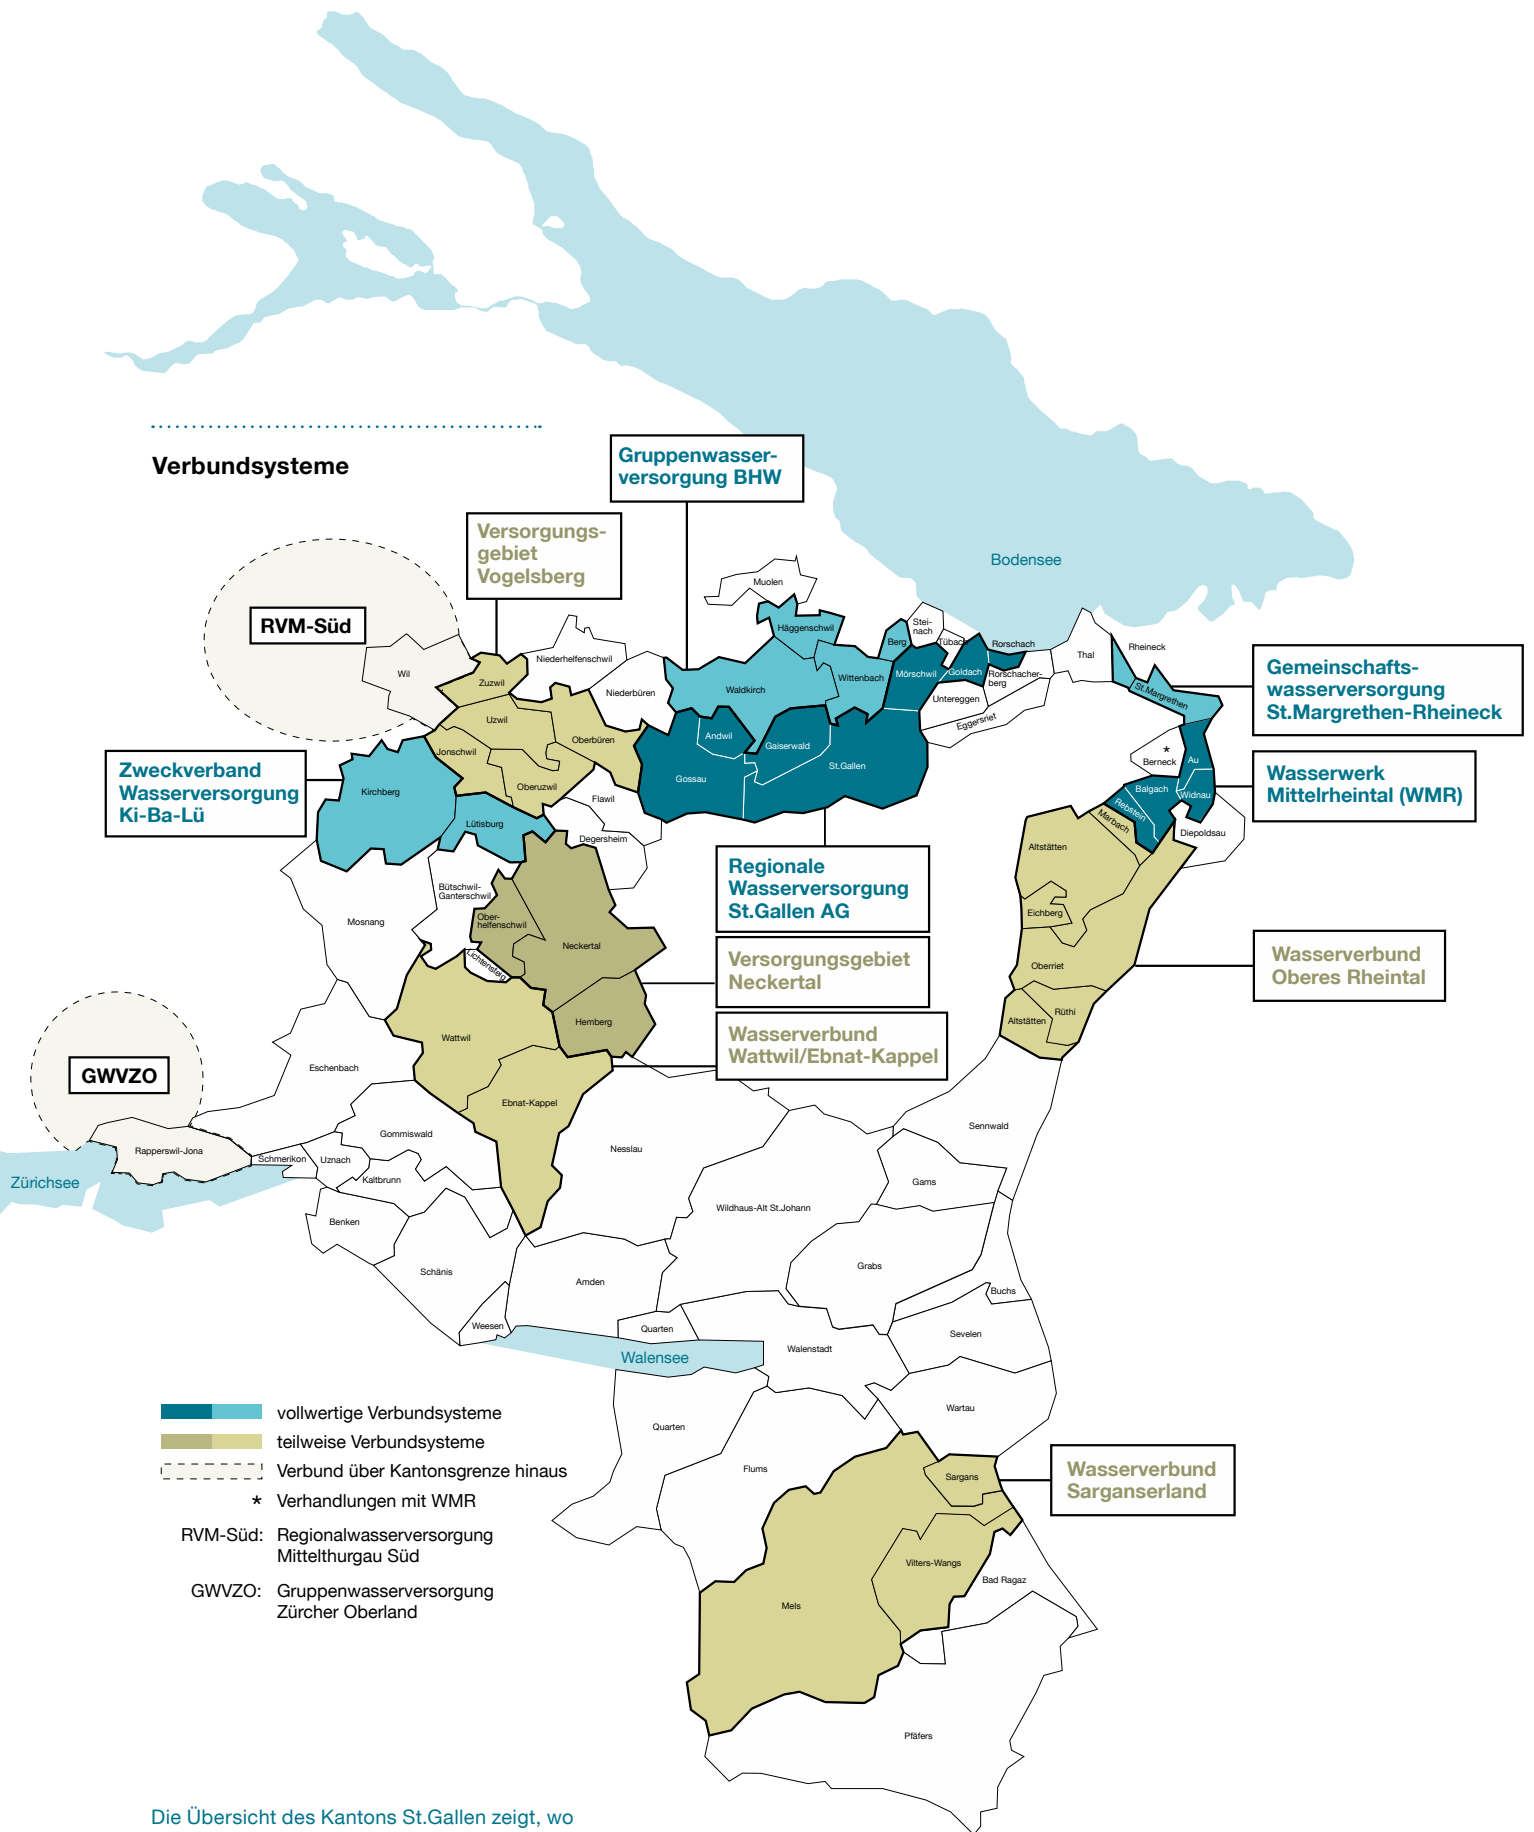 Verbundsysteme
Gruppenwasser-
versorgung BHW
Versorgungs-
gebiet
Vogelsberg
RVM-Süd
Bodensee
Muolen
Häggenschwil
Berg
Stei-
nach
Tübach
Rorschach
Goldach
Mörschwil
Rorschacher-
berg
Untereggen
Eggersriet
Thal
Rheineck
St.Margrethen
Gemeinschafts-
wasserversorgung
St.Margrethen-Rheineck
Wil
Zuzwil
Niederhelfenschwil
Niederbüren
Waldkirch
Wittenbach
Uzwil
Oberbüren
Jonschwil
Oberuzwil
Andwil
Gaiserwald
Gossau
St.Gallen
*
Berneck
Au
Balgach
Widnau
Rebstein
Marbach
Diepoldsau
Wasserwerk
Mittelrheintal (WMR)
Zweckverband
Wasserversorgung
Ki-Ba-Lü
Kirchberg
Lütisburg
Flawil
Degersheim
Regionale
Wasserversorgung
St.Gallen AG
Altstätten
Eichberg
Oberriet
Altstätten
Rüthi
Wasserverbund
Oberes Rheintal
Bütschwil-
Ganterschwil
Ober-
helfenschwil
Mosnang
Neckertal
Lichtensteig
Versorgungsgebiet
Neckertal
Hemberg
Wattwil
Wasserverbund
Wattwil/Ebnat-Kappel
GWVZO
Eschenbach
Ebnat-Kappel
Gommiswald
Nesslau
Sennwald
Rapperswil-Jona
Schmerikon
Uznach
Kaltbrunn
Zürichsee
Gams
Benken
Wildhaus-Alt St.Johann
Schänis
Amden
Grabs
Buchs
Weesen
Quarten
Sevelen
Walensee
Walenstadt
Wartau
Quarten
Flums
Sargans
Wasserverbund
Sarganserland
Vilters-Wangs
Bad Ragaz
Mels
Pfäfers
vollwertige Verbundsysteme
teilweise Verbundsysteme
Verbund über Kantonsgrenze hinaus
* Verhandlungen mit WMR
RVM-Süd: Regionalwasserversorgung
Mittelthurgau Süd
GWVZO: Gruppenwasserversorgung
Zürcher Oberland
Die Übersicht des Kantons St.Gallen zeigt, wo